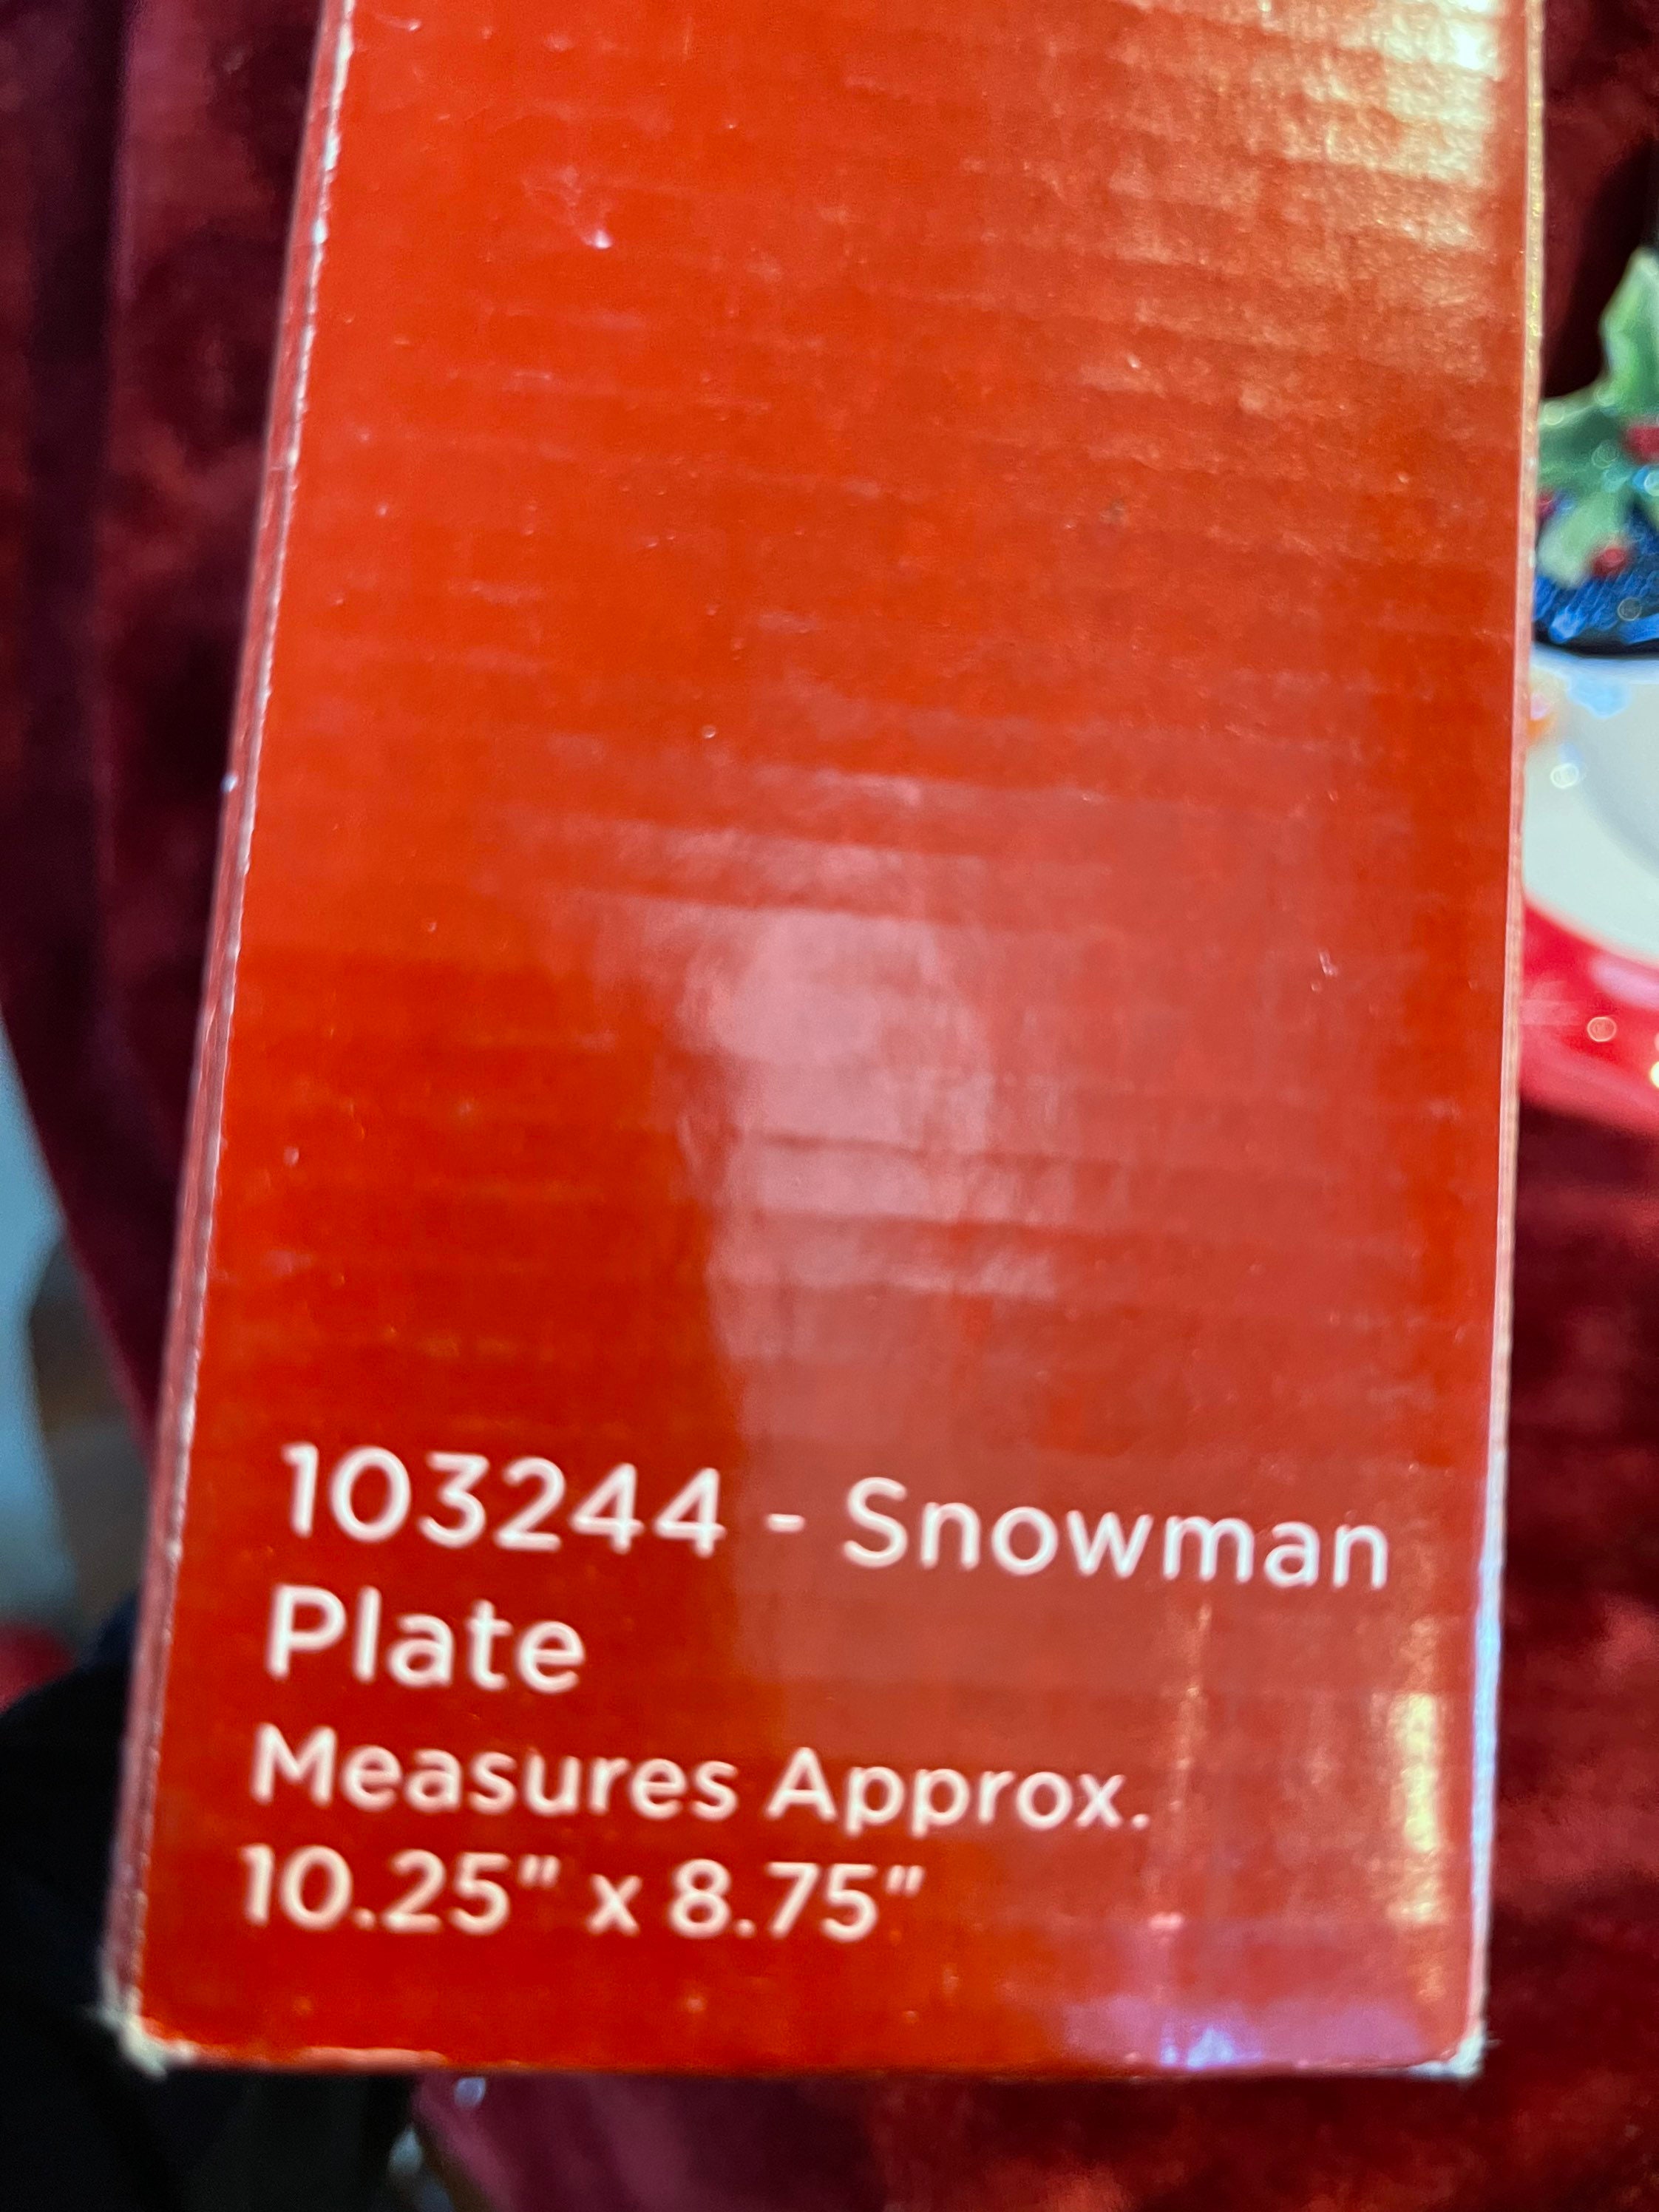 103244 - Snowman
Plate
Measures Approx.
10.25" x 8.75"